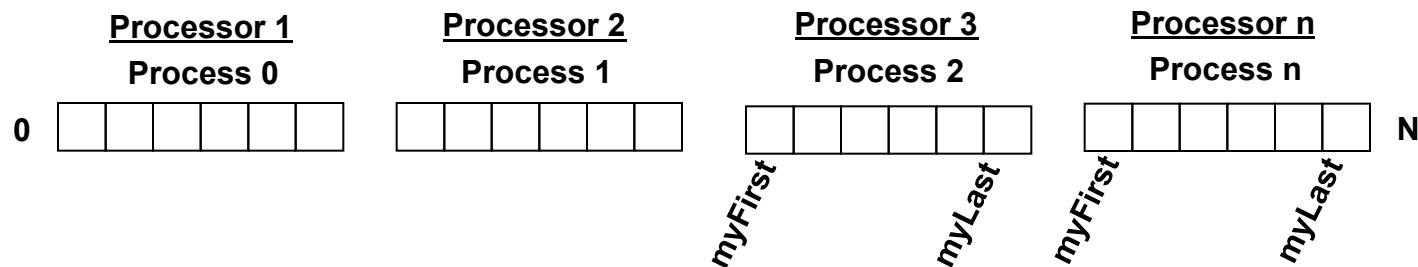 Processor 1 Processor 2 Processor 3 Processor n
Process 0 Process 1 Process 2 Process n
0 N
myFirst myLast myFirst myLast